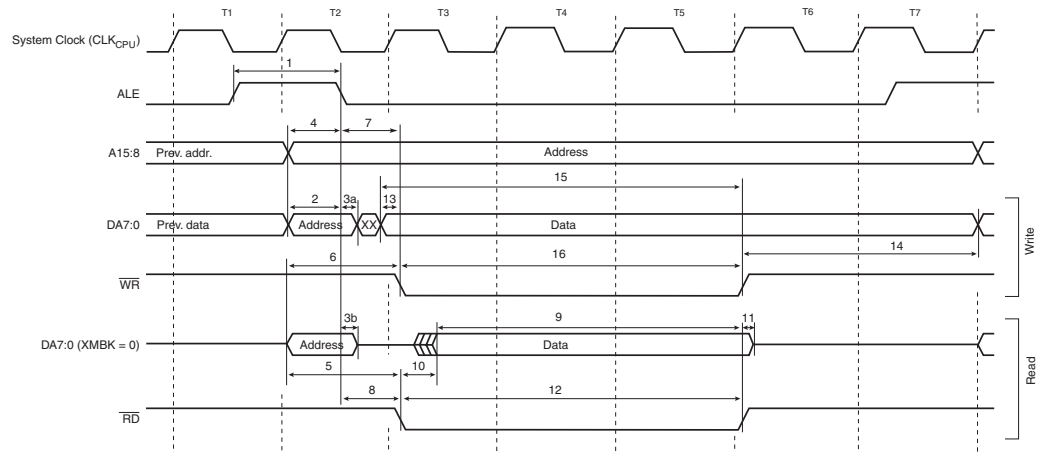 T1 T2 T3 T4 T5 T6 T7
System Clock (CLKCPU)
1
ALE
4 7
A15:8 Prev. addr. Address
15
2 3a 13
DA7:0 Prev. data Address XX Data
14
6 16
WR
Write
3b 9 11
DA7:0 (XMBK = 0) Address Data
5 10
8 12
RD
Read